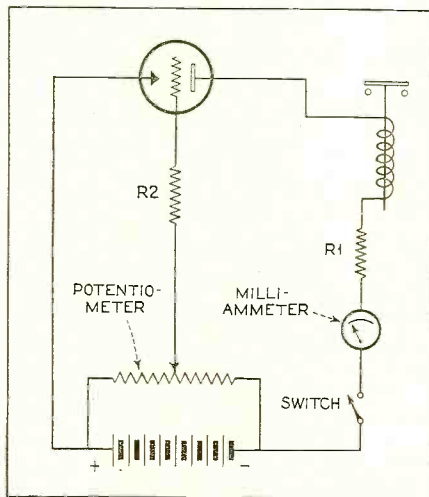 R2
R1
POTENTIO-
METER
MILLI-
AMMETER
SWITCH
+ −